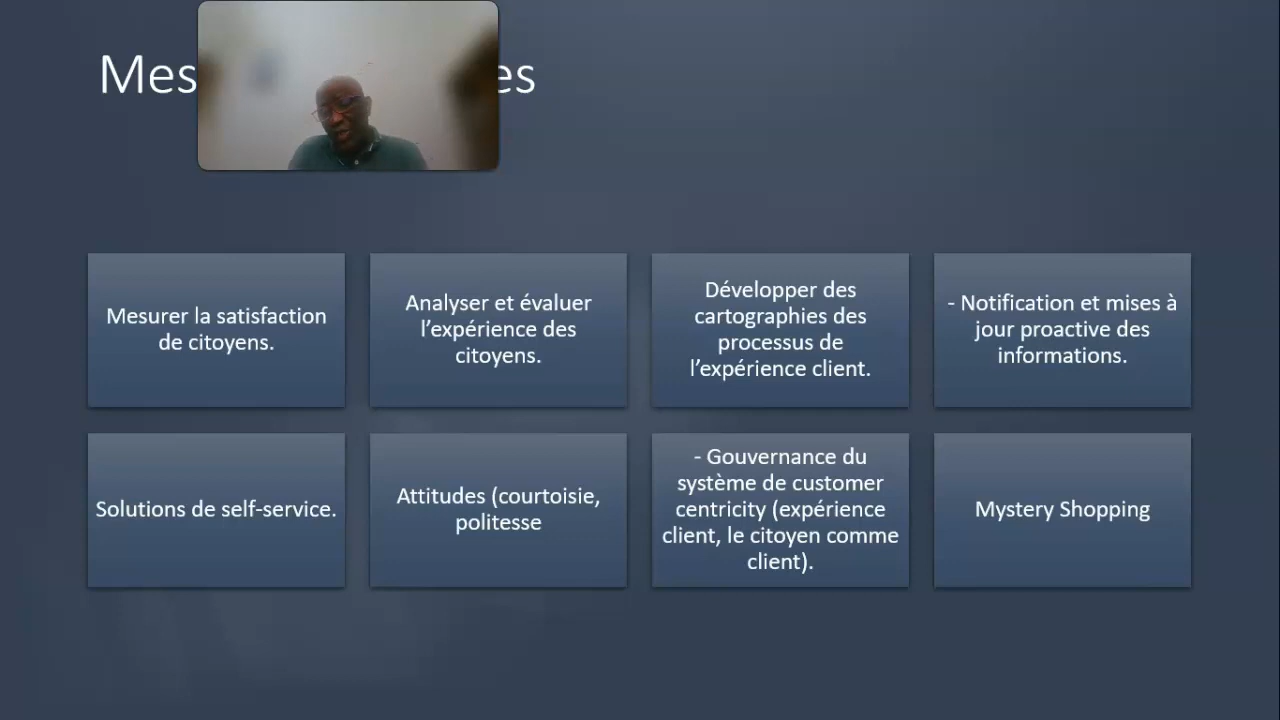 Mes es
Mesurer la satisfaction
de citoyens.
Analyser et évaluer
l’expérience des
citoyens.
Développer des
cartographies des
processus de
l’expérience client.
- Notification et mises à
jour proactive des
informations.
Solutions de self-service.
Attitudes (courtoisie,
politesse
- Gouvernance du
système de customer
centricity (expérience
client, le citoyen comme
client).
Mystery Shopping